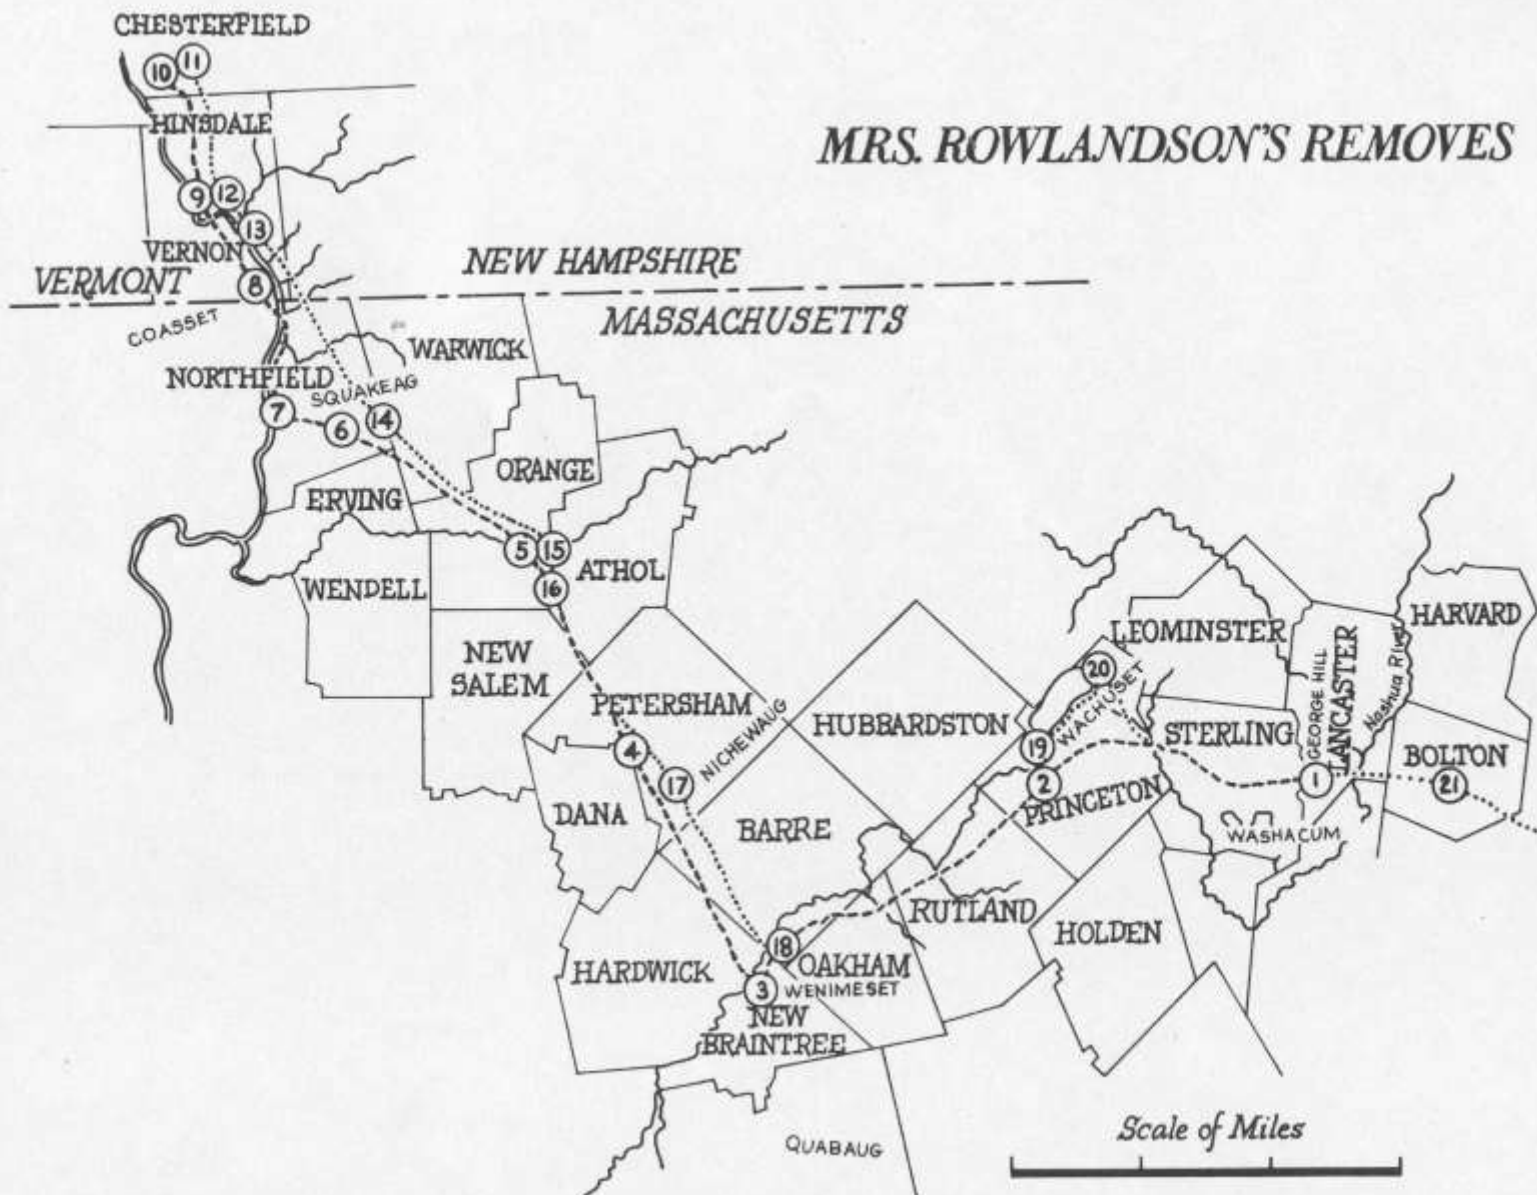 CHESTERFIELD
10 11
HINSDALE
MRS. ROWLANDSON'S REMOVES
9 12
13
VERNON
NEW HAMPSHIRE
VERMONT
8
MASSACHUSETTS
COASSET
WARWICK
NORTHFIELD
SQUAKEAG
7
6
14
ORANGE
ERVING
5 15
ATHOL
WENDELL
16
HARVARD
LEOMINSTER
NEW
SALEM
20
GEORGE HILL
LANCASTER
Nashua River
PETERSHAM
NICHEWAUG
HUBBARDSTON
WACHUSET
STERLING
4
19
BOLTON
17
2
1
21
PRINCETON
DANA
BARRE
WASHACUM
RUTLAND
HOLDEN
18
HARDWICK
OAKHAM
3
WENIMESET
NEW
BRAINTREE
Scale of Miles
QUABAUG